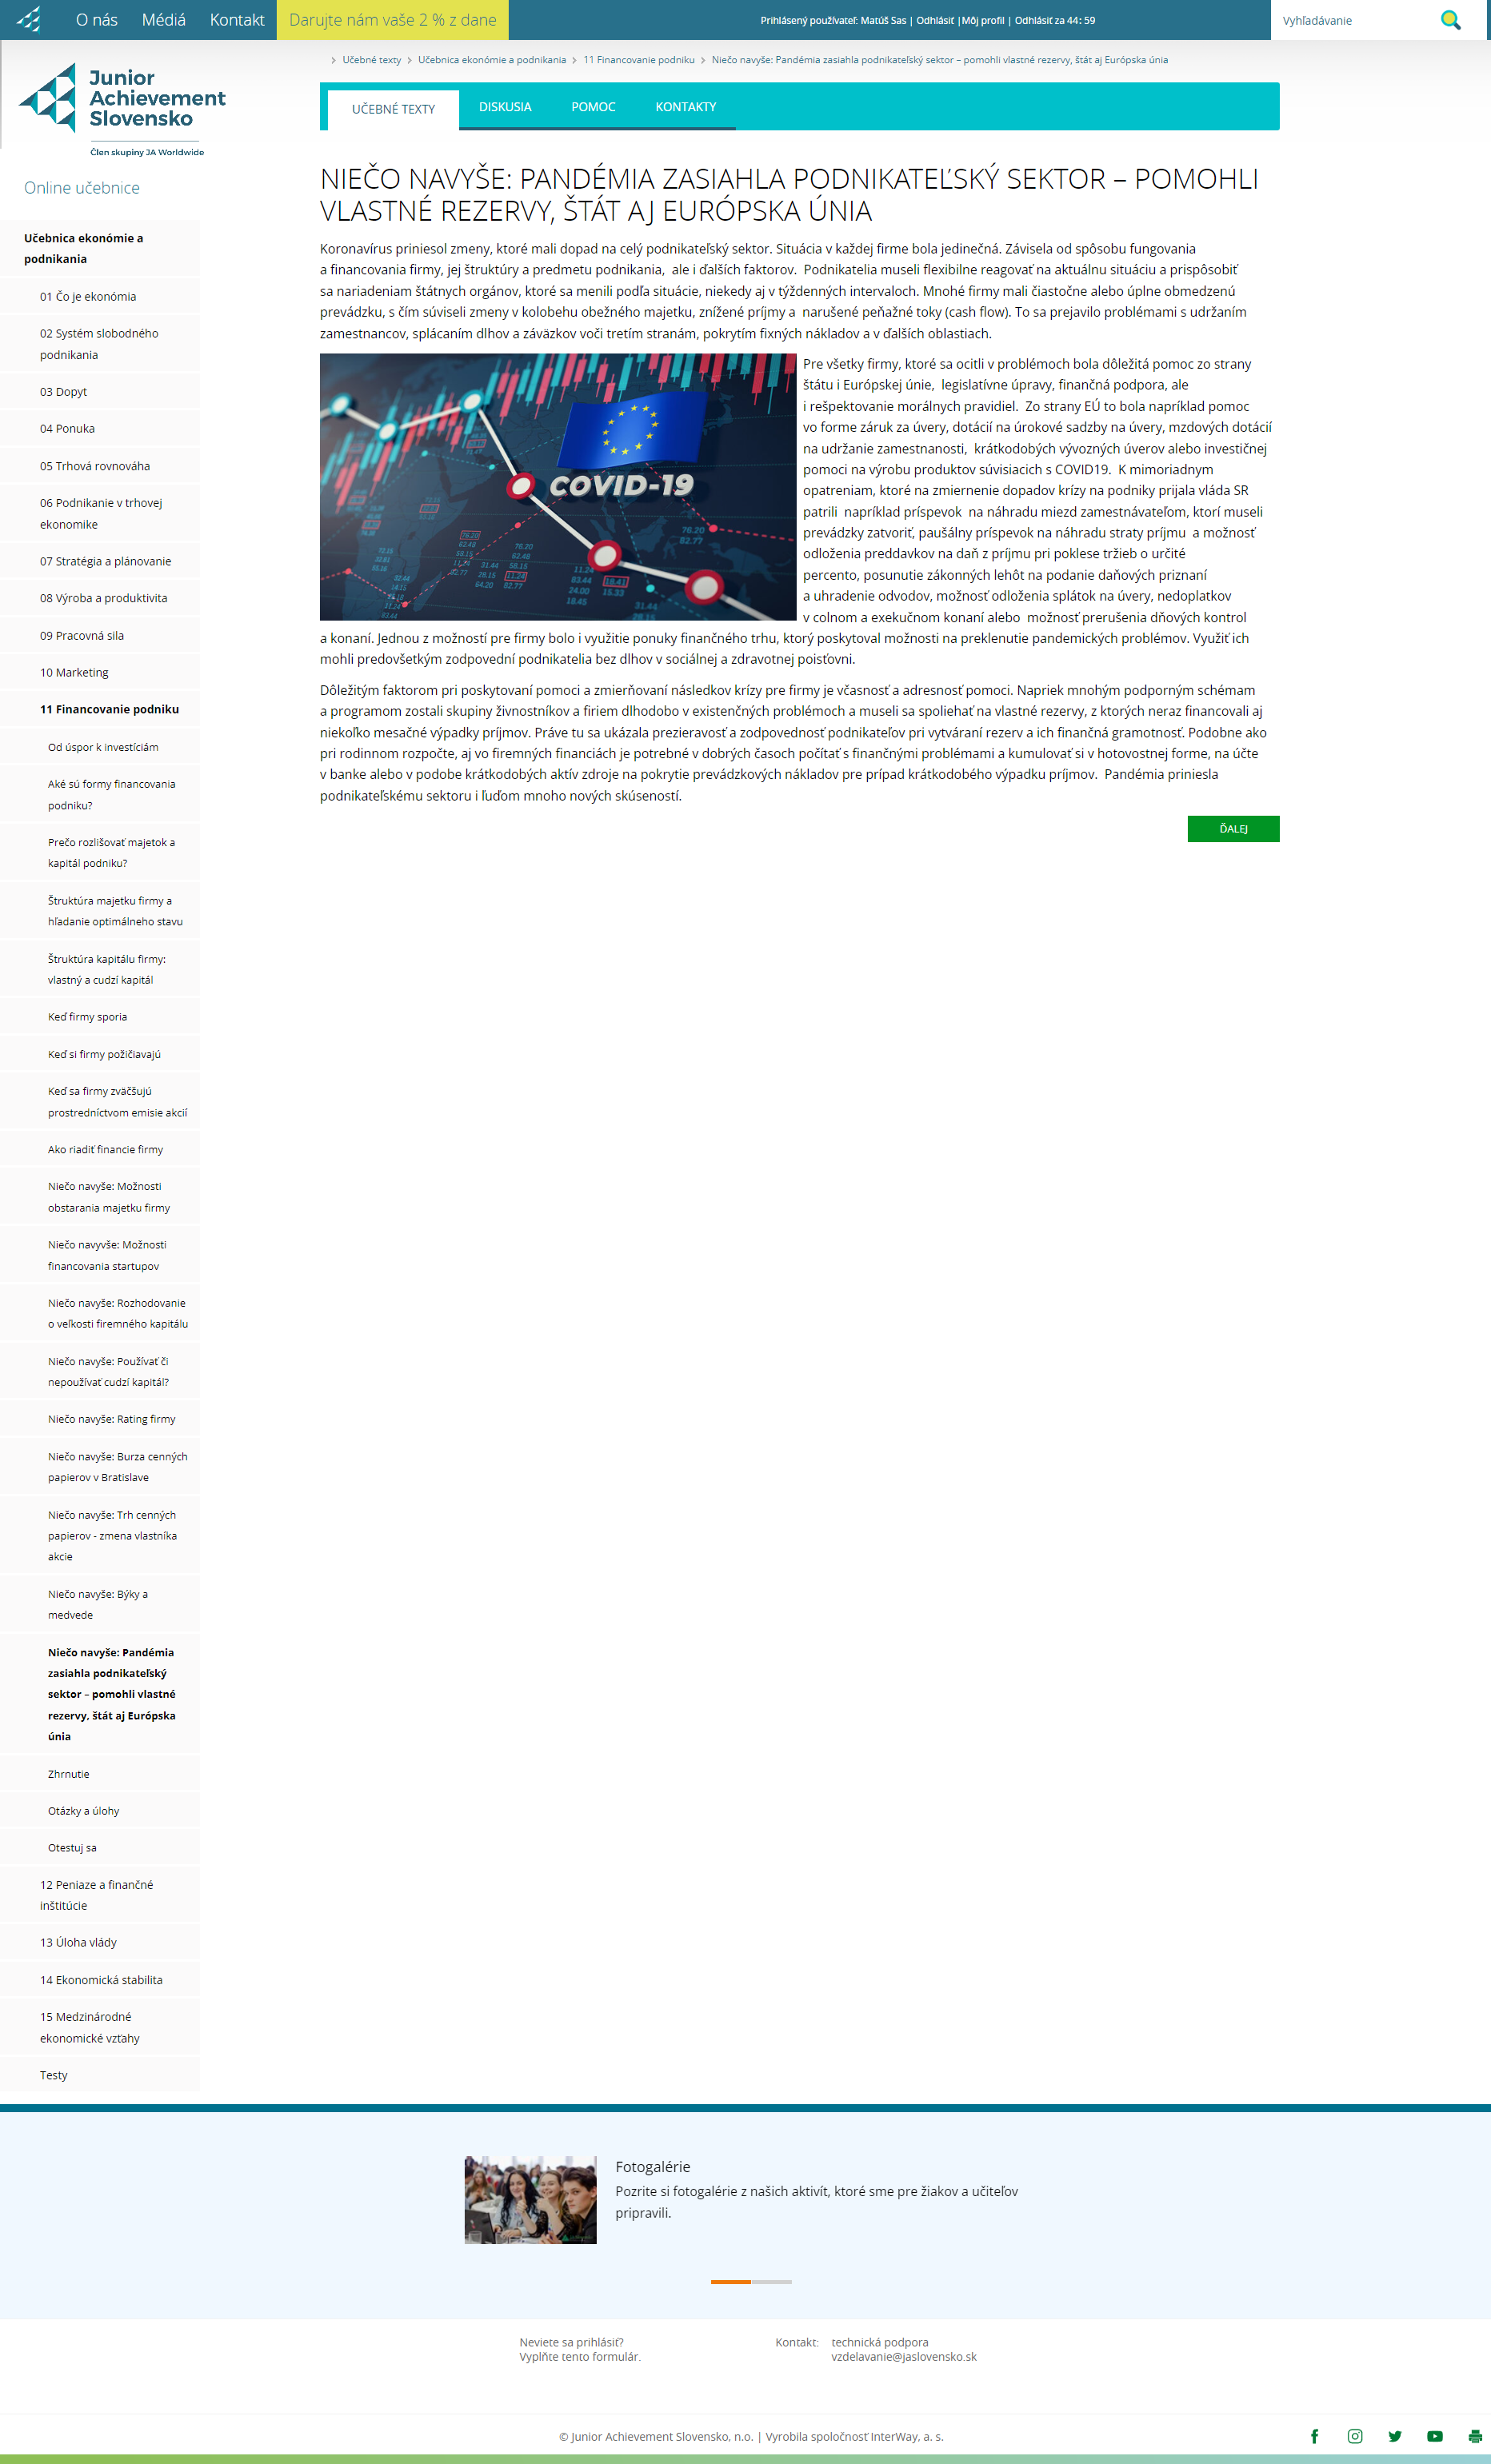 O nás Médiá Kontakt Darujte nám vaše 2 % z dane Prihlásený používateľ: Matúš Sas | Odhlásiť |Môj profil | Odhlásiť za 44: 59 Vyhľadávanie
Učebné texty Učebnica ekonómie a podnikania 11 Financovanie podniku Niečo navyše: Pandémia zasiahla podnikateľský sektor – pomohli vlastné rezervy, štát aj Európska únia
Junior
Achievement
Slovensko
Člen skupiny JA Worldwide
UČEBNÉ TEXTY DISKUSIA POMOC KONTAKTY
Online učebnice
Učebnica ekonómie a
podnikania
01 Čo je ekonómia
02 Systém slobodného
podnikania
03 Dopyt
04 Ponuka
05 Trhová rovnováha
06 Podnikanie v trhovej
ekonomike
07 Stratégia a plánovanie
08 Výroba a produktivita
09 Pracovná sila
10 Marketing
11 Financovanie podniku
Od úspor k investíciám
Aké sú formy financovania
podniku?
Prečo rozlišovať majetok a
kapitál podniku?
Štruktúra majetku firmy a
hľadanie optimálneho stavu
Štruktúra kapitálu firmy:
vlastný a cudzí kapitál
Keď firmy sporia
Keď si firmy požičiavajú
Keď sa firmy zväčšujú
prostredníctvom emisie akcií
Ako riadiť financie firmy
Niečo navyše: Možnosti
obstarania majetku firmy
Niečo navyvše: Možnosti
financovania startupov
Niečo navyše: Rozhodovanie
o veľkosti firemného kapitálu
Niečo navyše: Používať či
nepoužívať cudzí kapitál?
Niečo navyše: Rating firmy
Niečo navyše: Burza cenných
papierov v Bratislave
Niečo navyše: Trh cenných
papierov - zmena vlastníka
akcie
Niečo navyše: Býky a
medvede
Niečo navyše: Pandémia
zasiahla podnikateľský
sektor – pomohli vlastné
rezervy, štát aj Európska
únia
Zhrnutie
Otázky a úlohy
Otestuj sa
12 Peniaze a finančné
inštitúcie
13 Úloha vlády
14 Ekonomická stabilita
15 Medzinárodné
ekonomické vzťahy
Testy
NIEČO NAVYŠE: PANDÉMIA ZASIAHLA PODNIKATEĽSKÝ SEKTOR – POMOHLI
VLASTNÉ REZERVY, ŠTÁT AJ EURÓPSKA ÚNIA
Koronavírus priniesol zmeny, ktoré mali dopad na celý podnikateľský sektor. Situácia v každej firme bola jedinečná. Závisela od spôsobu fungovania
a financovania firmy, jej štruktúry a predmetu podnikania, ale i ďalších faktorov. Podnikatelia museli flexibilne reagovať na aktuálnu situáciu a prispôsobiť
sa nariadeniam štátnych orgánov, ktoré sa menili podľa situácie, niekedy aj v týždenných intervaloch. Mnohé firmy mali čiastočne alebo úplne obmedzenú
prevádzku, s čím súviseli zmeny v kolobehu obežného majetku, znížené príjmy a narušené peňažné toky (cash flow). To sa prejavilo problémami s udržaním
zamestnancov, splácaním dlhov a záväzkov voči tretím stranám, pokrytím fixných nákladov a v ďalších oblastiach.
COVID-19
Pre všetky firmy, ktoré sa ocitli v problémoch bola dôležitá pomoc zo strany
štátu i Európskej únie, legislatívne úpravy, finančná podpora, ale
i rešpektovanie morálnych pravidiel. Zo strany EÚ to bola napríklad pomoc
vo forme záruk za úvery, dotácií na úrokové sadzby na úvery, mzdových dotácií
na udržanie zamestnanosti, krátkodobých vývozných úverov alebo investičnej
pomoci na výrobu produktov súvisiacich s COVID19. K mimoriadnym
opatreniam, ktoré na zmiernenie dopadov krízy na podniky prijala vláda SR
patrili napríklad príspevok na náhradu miezd zamestnávateľom, ktorí museli
prevádzky zatvoriť, paušálny príspevok na náhradu straty príjmu a možnosť
odloženia preddavkov na daň z príjmu pri poklese tržieb o určité
percento, posunutie zákonných lehôt na podanie daňových priznaní
a uhradenie odvodov, možnosť odloženia splátok na úvery, nedoplatkov
v colnom a exekučnom konaní alebo možnosť prerušenia dňových kontrol
a konaní. Jednou z možností pre firmy bolo i využitie ponuky finančného trhu, ktorý poskytoval možnosti na preklenutie pandemických problémov. Využiť ich
mohli predovšetkým zodpovední podnikatelia bez dlhov v sociálnej a zdravotnej poisťovni.
Dôležitým faktorom pri poskytovaní pomoci a zmierňovaní následkov krízy pre firmy je včasnosť a adresnosť pomoci. Napriek mnohým podporným schémam
a programom zostali skupiny živnostníkov a firiem dlhodobo v existenčných problémoch a museli sa spoliehať na vlastné rezervy, z ktorých neraz financovali aj
niekoľko mesačné výpadky príjmov. Práve tu sa ukázala prezieravosť a zodpovednosť podnikateľov pri vytváraní rezerv a ich finančná gramotnosť. Podobne ako
pri rodinnom rozpočte, aj vo firemných financiách je potrebné v dobrých časoch počítať s finančnými problémami a kumulovať si v hotovostnej forme, na účte
v banke alebo v podobe krátkodobých aktív zdroje na pokrytie prevádzkových nákladov pre prípad krátkodobého výpadku príjmov. Pandémia priniesla
podnikateľskému sektoru i ľuďom mnoho nových skúseností.
ĎALEJ
Fotogalérie
Pozrite si fotogalérie z našich aktivít, ktoré sme pre žiakov a učiteľov
pripravili.
Neviete sa prihlásiť?
Vyplňte tento formulár.
Kontakt: technická podpora
vzdelavanie@jaslovensko.sk
© Junior Achievement Slovensko, n.o. | Vyrobila spoločnosť InterWay, a. s.